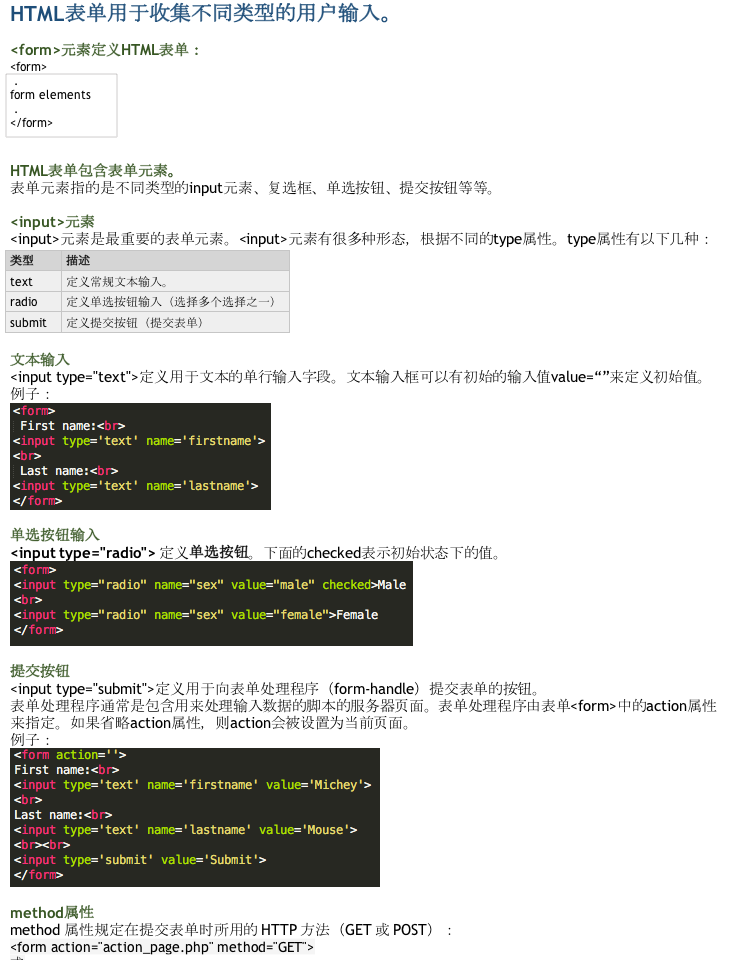 HTML表单用于收集不同类型的用户输入。
<form>元素定义HTML表单：
<form>
.
form elements
.
</form>
HTML表单包含表单元素。
表单元素指的是不同类型的input元素、复选框、单选按钮、提交按钮等等。
<input>元素
<input>元素是最重要的表单元素。<input>元素有很多种形态，根据不同的type属性。type属性有以下几种：
类型 描述
text 定义常规文本输入。
radio 定义单选按钮输入（选择多个选择之一）
submit 定义提交按钮（提交表单）
文本输入
<input type="text">定义用于文本的单行输入字段。文本输入框可以有初始的输入值value=“”来定义初始值。
例子：
<form>
First name:<br>
<input type='text' name='firstname'>
<br>
Last name:<br>
<input type='text' name='lastname'>
</form>
单选按钮输入
<input type="radio"> 定义单选按钮。下面的checked表示初始状态下的值。
<form>
<input type="radio" name="sex" value="male" checked>Male
<br>
<input type="radio" name="sex" value="female">Female
</form>
提交按钮
<input type="submit">定义用于向表单处理程序（form-handle）提交表单的按钮。
表单处理程序通常是包含用来处理输入数据的脚本的服务器页面。表单处理程序由表单<form>中的action属性
来指定。如果省略action属性，则action会被设置为当前页面。
例子：
<form action=''>
First name:<br>
<input type='text' name='firstname' value='Michey'>
<br>
Last name:<br>
<input type='text' name='lastname' value='Mouse'>
<br><br>
<input type='submit' value='Submit'>
</form>
method属性
method 属性规定在提交表单时所用的 HTTP 方法（GET 或 POST）：
<form action="action_page.php" method="GET">